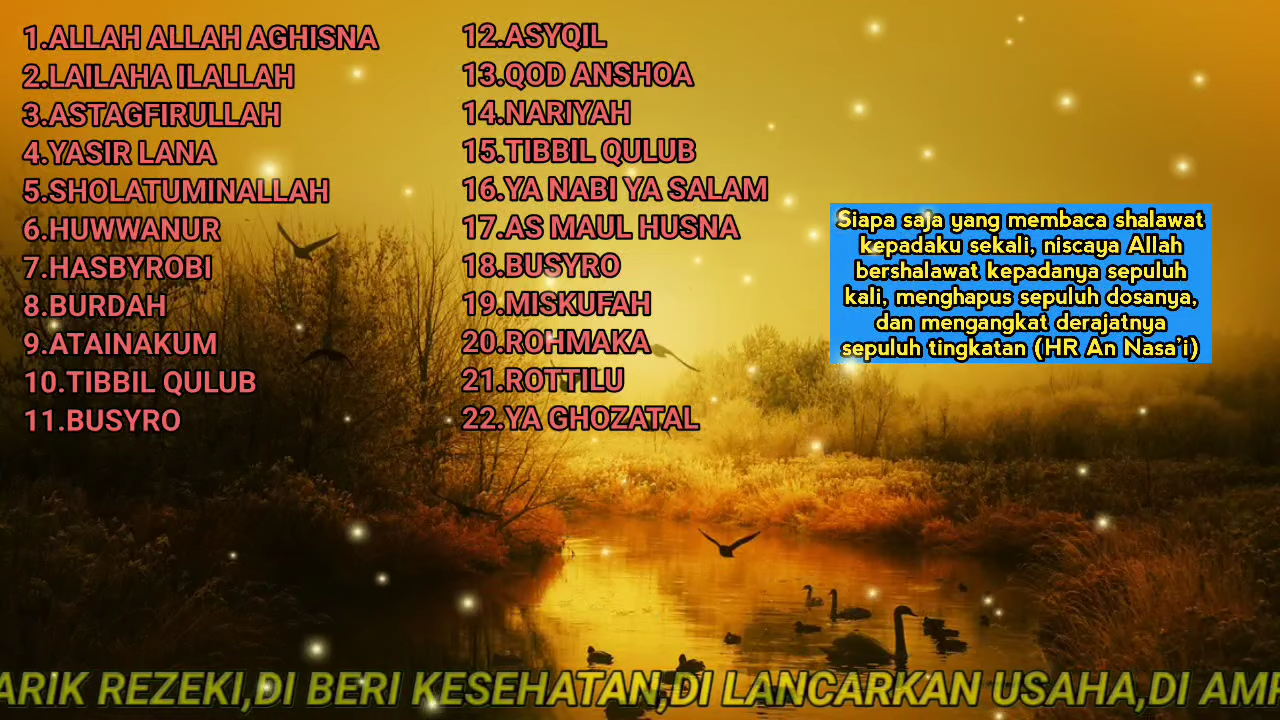 1.ALLAH ALLAH AGHISNA
2.LAILAHA ILALLAH
3.ASTAGFIRULLAH
4.YASIR LANA
5.SHOLATUMINALLAH
6.HUWWANUR
7.HASBYROBI
8.BURDAH
9.ATAINAKUM
10.TIBBIL QULUB
11.BUSYRO
12.ASYQIL
13.QOD ANSHOA
14.NARIYAH
15.TIBBIL QULUB
16.YA NABI YA SALAM
17.AS MAUL HUSNA
18.BUSYRO
19.MISKUFAH
20.ROHMAKA
21.ROTTILU
22.YA GHOZATAL
Siapa saja yang membaca shalawat
kepadaku sekali, niscaya Allah
bershalawat kepadanya sepuluh
kali, menghapus sepuluh dosanya,
dan mengangkat derajatnya
sepuluh tingkatan (HR An Nasa'i)
ARIK REZEKI,DI BERI KESEHATAN,DI LANCARKAN USAHA,DI